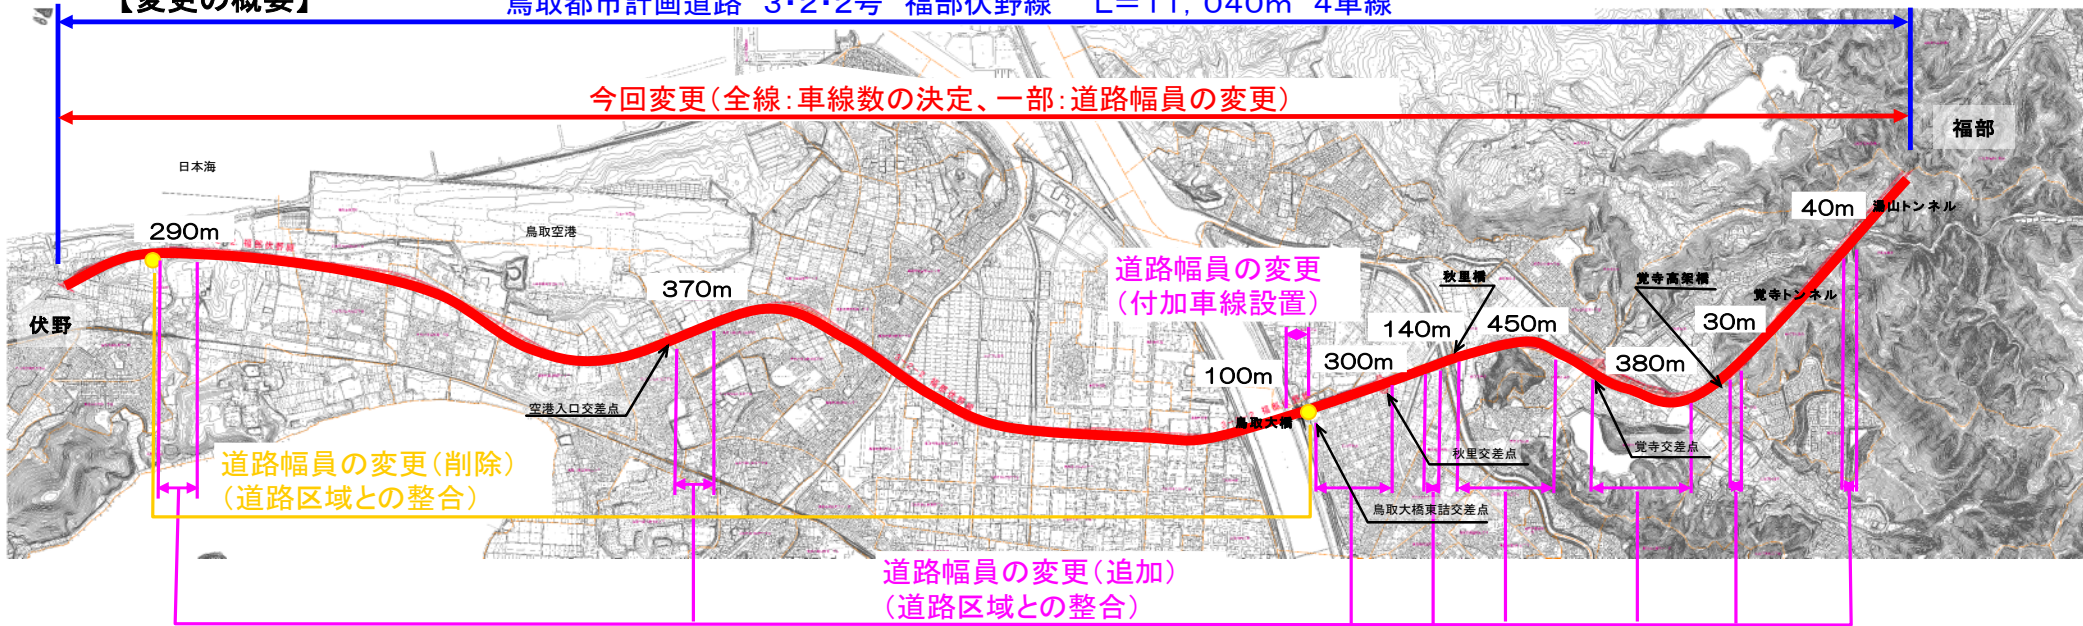 【変更の概要】
鳥取都市計画道路 3・2・2号 福部伏野線 L=11,040m 4車線
今回変更(全線:車線数の決定、一部:道路幅員の変更)
福部
日本海
40m
湯山トンネル
290m
鳥取空港
道路幅員の変更
(付加車線設置)
秋里橋
覚寺高架橋
370m
覚寺トンネル
伏野
140m
450m
30m
100m
300m
380m
空港入口交差点
鳥取大橋
秋里交差点
覚寺交差点
道路幅員の変更(削除)
(道路区域との整合)
鳥取大橋東詰交差点
道路幅員の変更(追加)
(道路区域との整合)